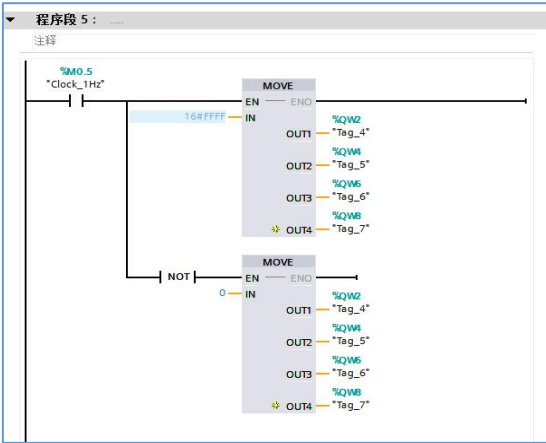 程序段 5： .....
注释
%M0.5
"Clock_1Hz"
MOVE
EN ENO
16#FFFF IN
%QW2
OUT1 "Tag_4"
%QW4
OUT2 "Tag_5"
%QW6
OUT3 "Tag_6"
%QW8
OUT4 "Tag_7"
MOVE
NOT EN ENO
0 IN
%QW2
OUT1 "Tag_4"
%QW4
OUT2 "Tag_5"
%QW6
OUT3 "Tag_6"
%QW8
OUT4 "Tag_7"